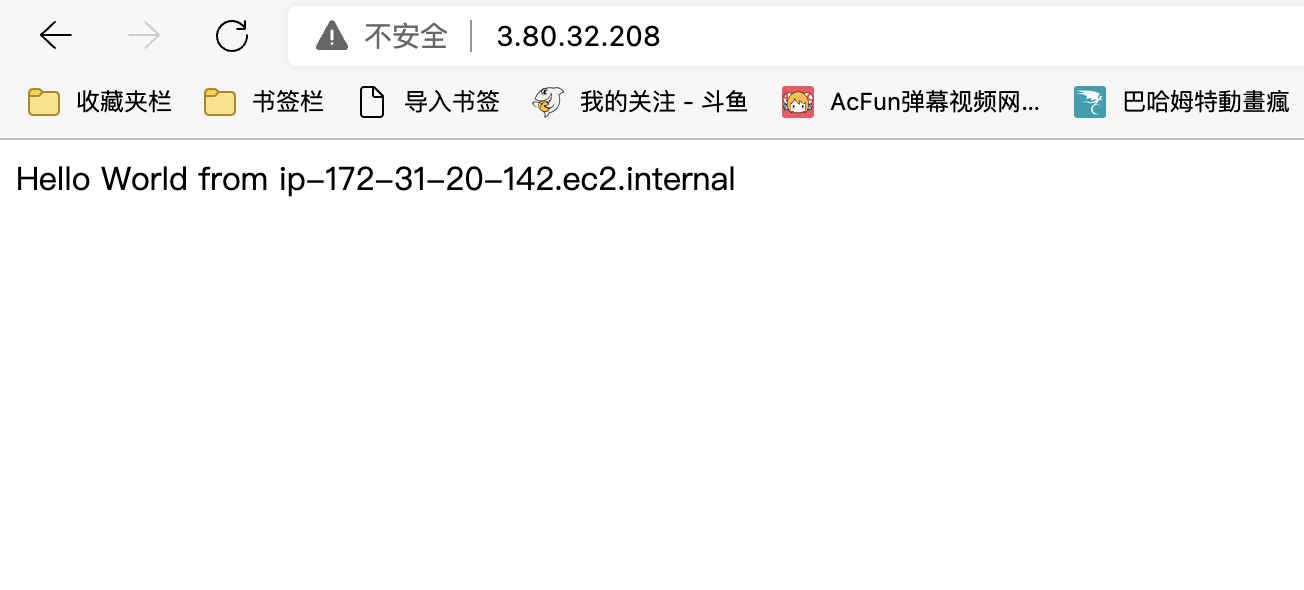 不安全 | 3.80.32.208
收藏夹栏 书签栏 导入书签 我的关注 - 斗鱼 AcFun弹幕视频网... 巴哈姆特動畫瘋
Hello World from ip-172-31-20-142.ec2.internal